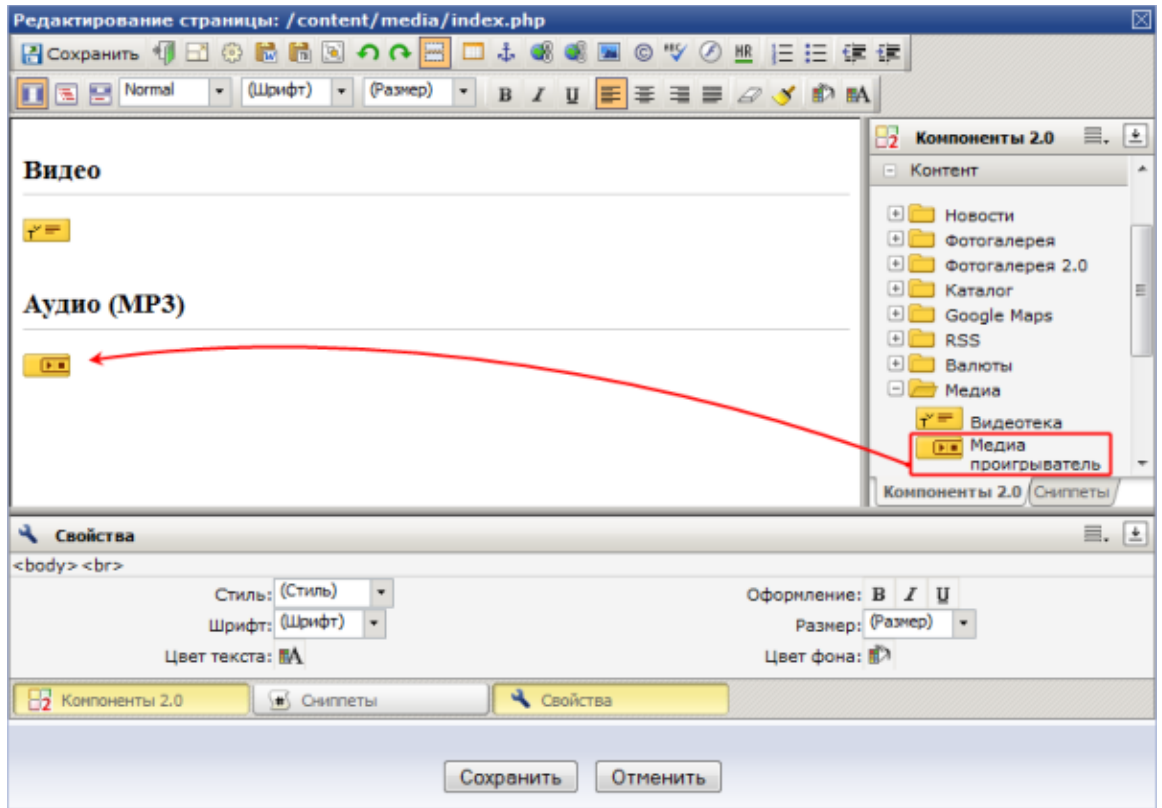 Редактирование страницы: /content/media/index.php
Сохранить ABC HR
Normal (Шрифт) (Размер) B I U A
Компоненты 2.0
Контент
Видео
Новости
Фотогалерея
Фотогалерея 2.0
Аудио (MP3)
Каталог
Google Maps
RSS
Валюты
Медиа
Видеотека
Медиа
проигрыватель
Компоненты 2.0 Сниппеты
Свойства
<body> <br>
Стиль: (Стиль) Оформление: B I U
Шрифт: (Шрифт) Размер: (Размер)
Цвет текста: A Цвет фона:
Компоненты 2.0 # Сниппеты Свойства
Сохранить Отменить